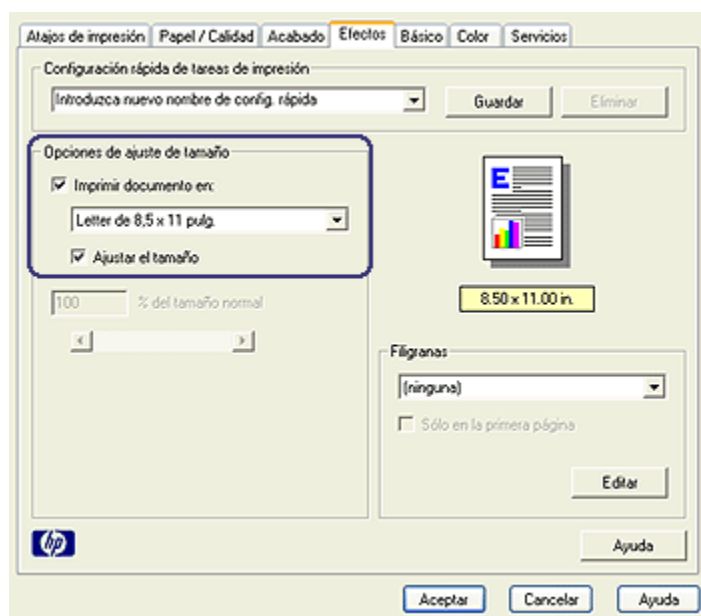 Atajos de impresión Papel / Calidad Acabado Efectos Básico Color Servicios
Configuración rápida de tareas de impresión
Introduzca nuevo nombre de config. rápida
Guardar
Eliminar
Opciones de ajuste de tamaño
Imprimir documento en:
Letter de 8,5 x 11 pulg.
Ajustar el tamaño
100 % del tamaño normal
E
8.50 x 11.00 in.
Filigranas
(ninguna)
Sólo en la primera página
Editar
hp
Ayuda
Aceptar Cancelar Ayuda